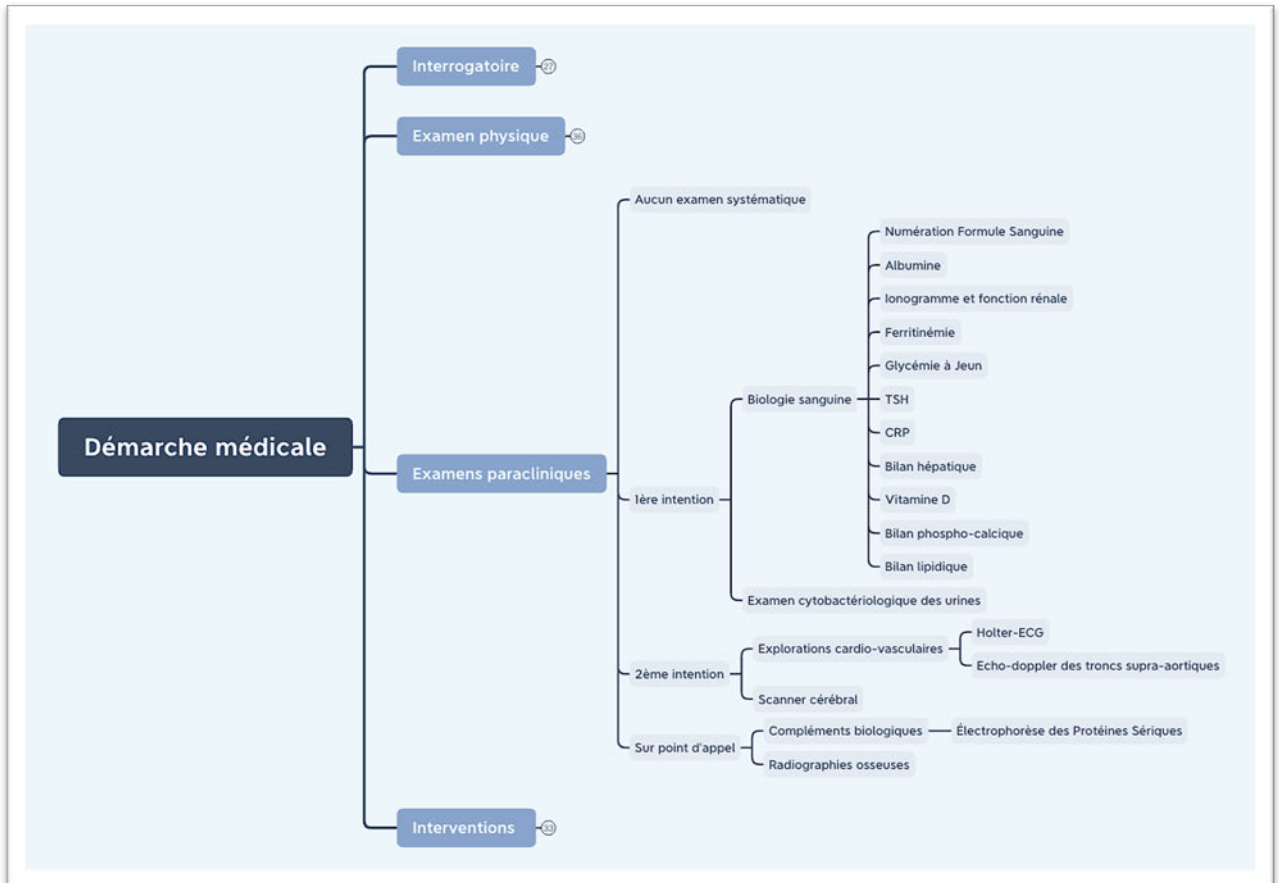 Interrogatoire
27
Examen physique
36
Aucun examen systématique
Numération Formule Sanguine
Albumine
Ionogramme et fonction rénale
Ferritinémie
Glycémie à Jeun
Biologie sanguine
TSH
CRP
Démarche médicale
Examens paracliniques
Bilan hépatique
1ère intention
Vitamine D
Bilan phospho-calcique
Bilan lipidique
Examen cytobactériologique des urines
Holter-ECG
Explorations cardio-vasculaires
Echo-doppler des troncs supra-aortiques
2ème intention
Scanner cérébral
Compléments biologiques
Électrophorèse des Protéines Sériques
Sur point d'appel
Radiographies osseuses
Interventions
33